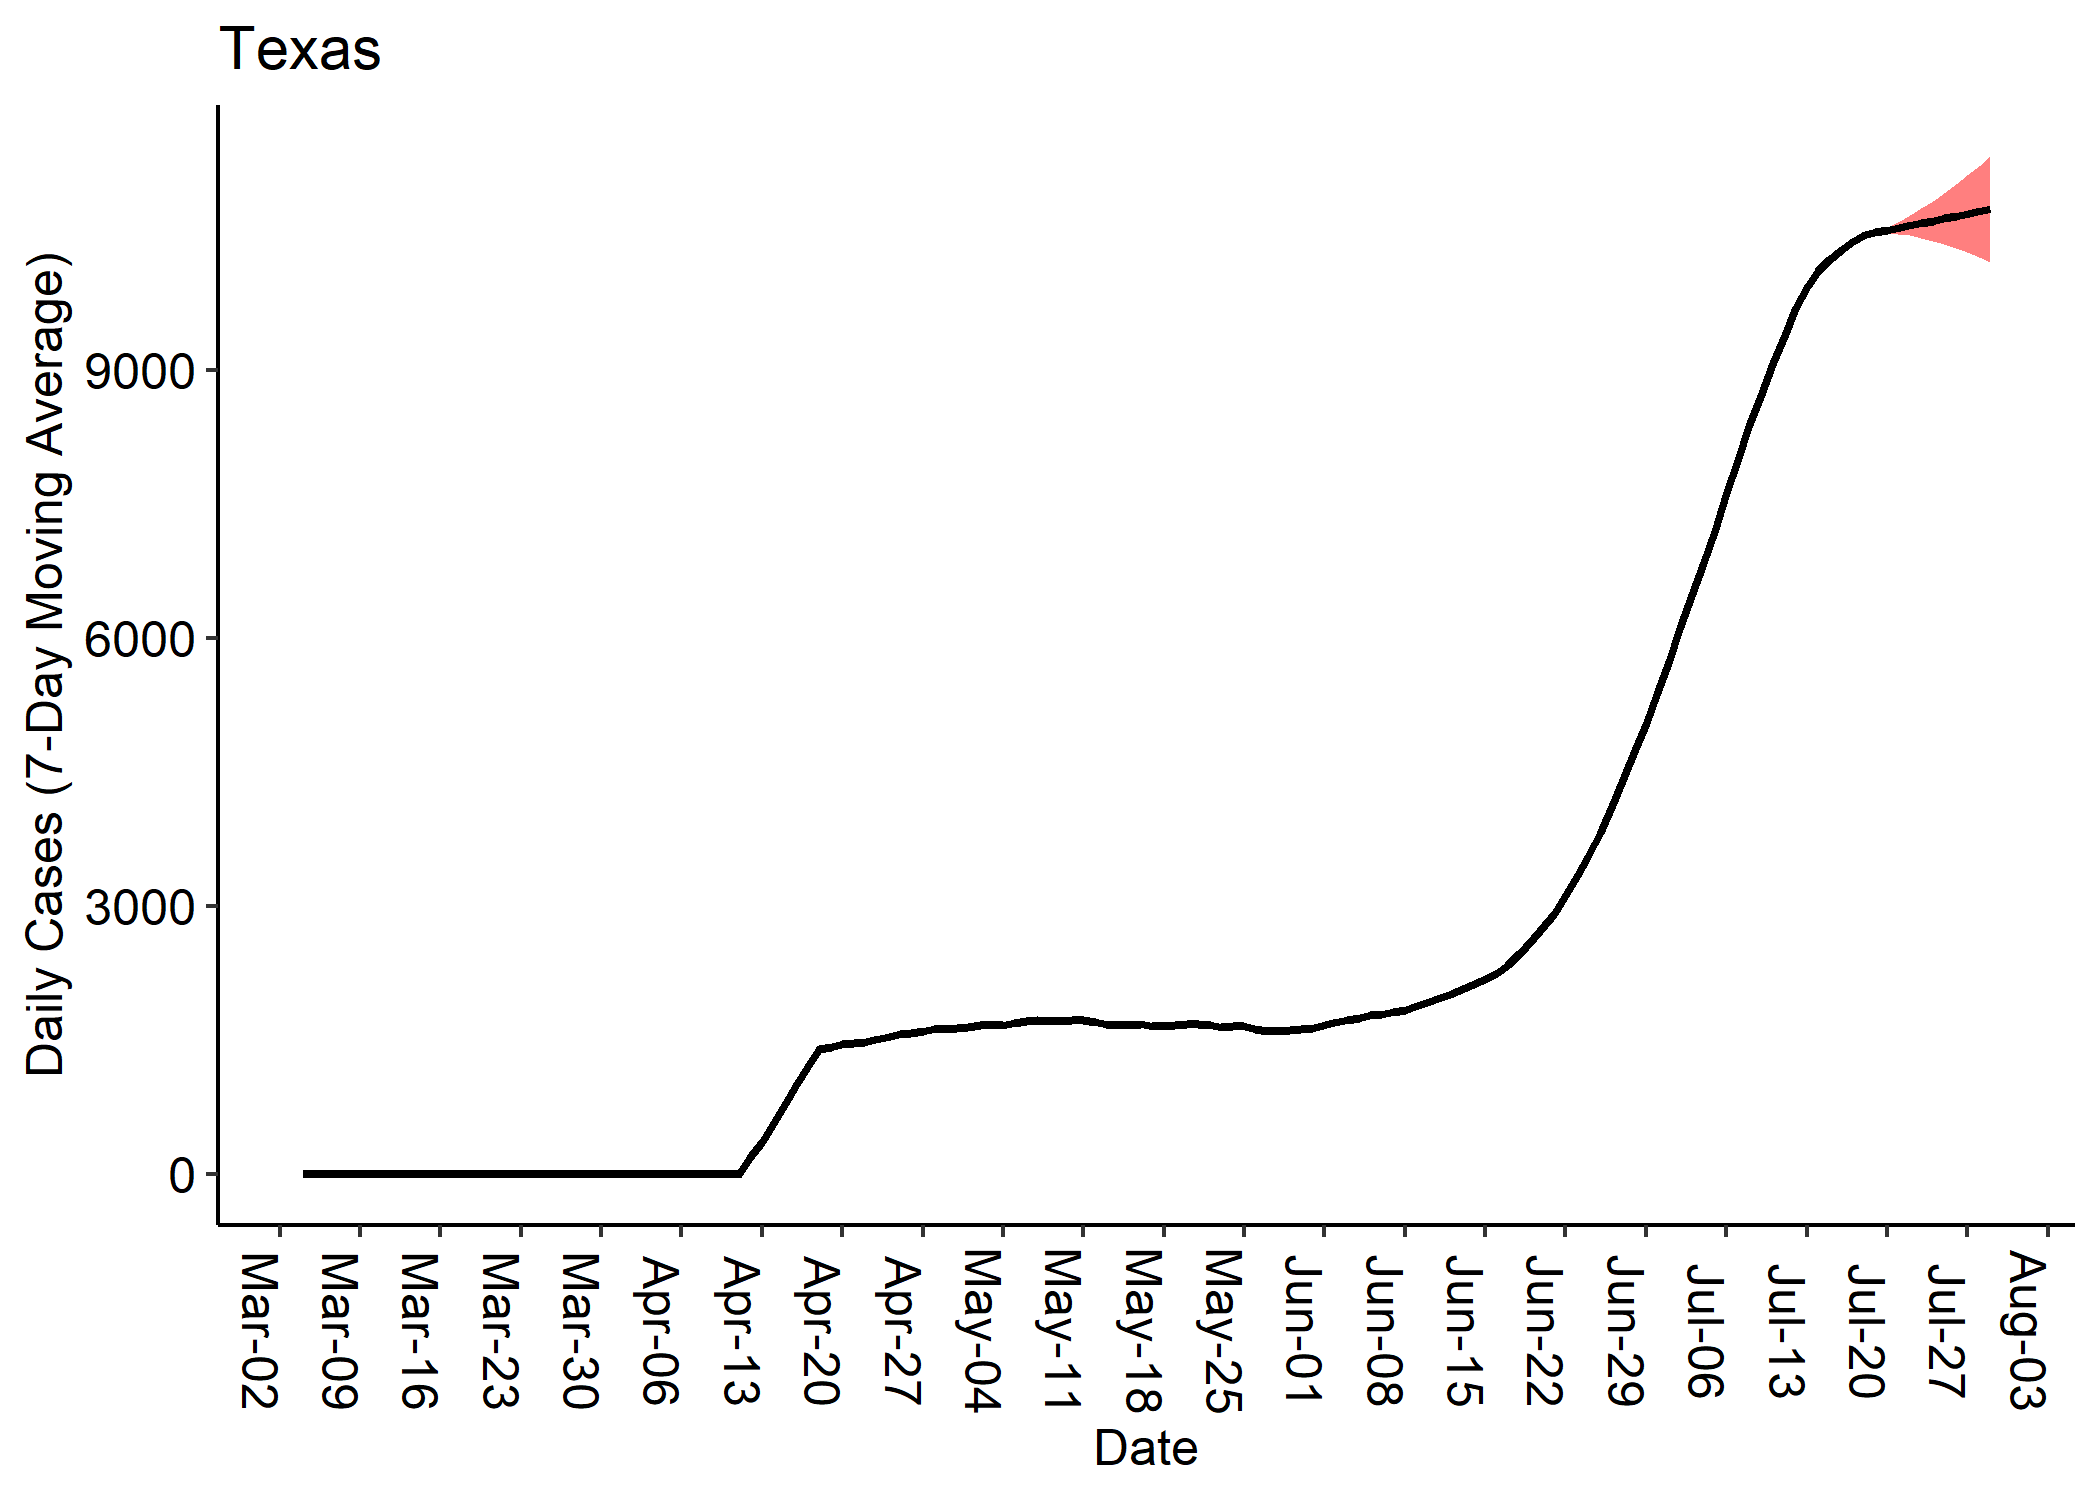 Texas
Daily Cases (7-Day Moving Average)
9000
6000
3000
0
Mar-02
Mar-09
Mar-16
Mar-23
Mar-30
Apr-06
Apr-13
Apr-20
Apr-27
May-04
May-11
May-18
May-25
Jun-01
Jun-08
Jun-15
Jun-22
Jun-29
Jul-06
Jul-13
Jul-20
Jul-27
Aug-03
Date